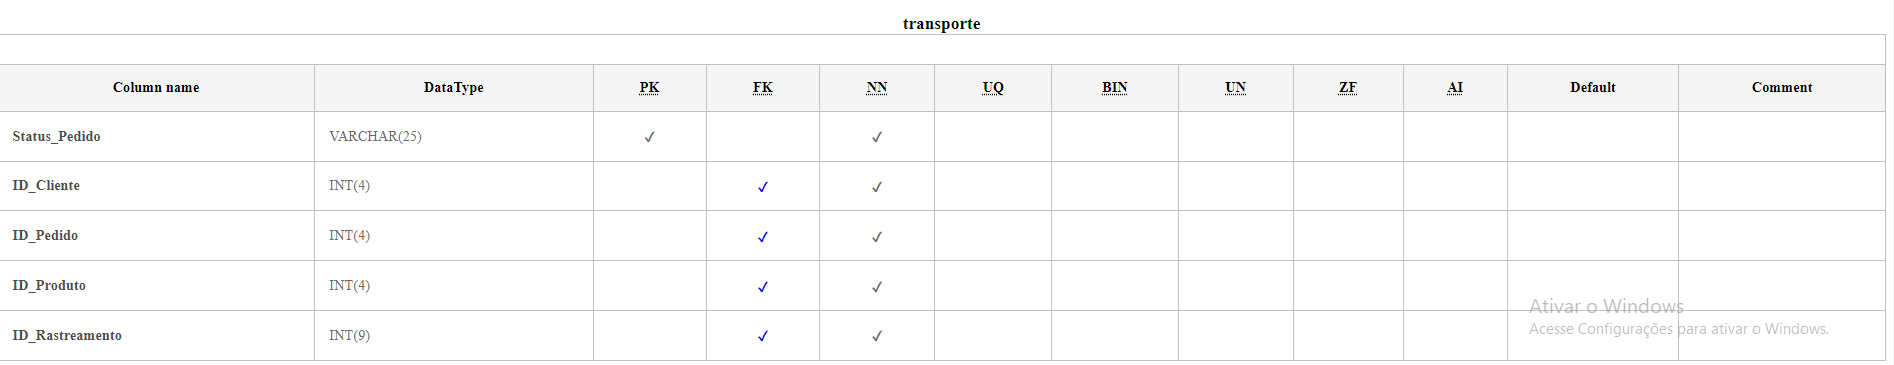 transporte
Column name DataType PK FK NN UQ BIN UN ZF AI Default Comment
Status_Pedido VARCHAR(25) ✓ ✓
ID_Cliente INT(4) ✓ ✓
ID_Pedido INT(4) ✓ ✓
ID_Produto INT(4) ✓ ✓
Ativar o Windows
Acesse Configurações para ativar o Windows.
ID_Rastreamento INT(9) ✓ ✓